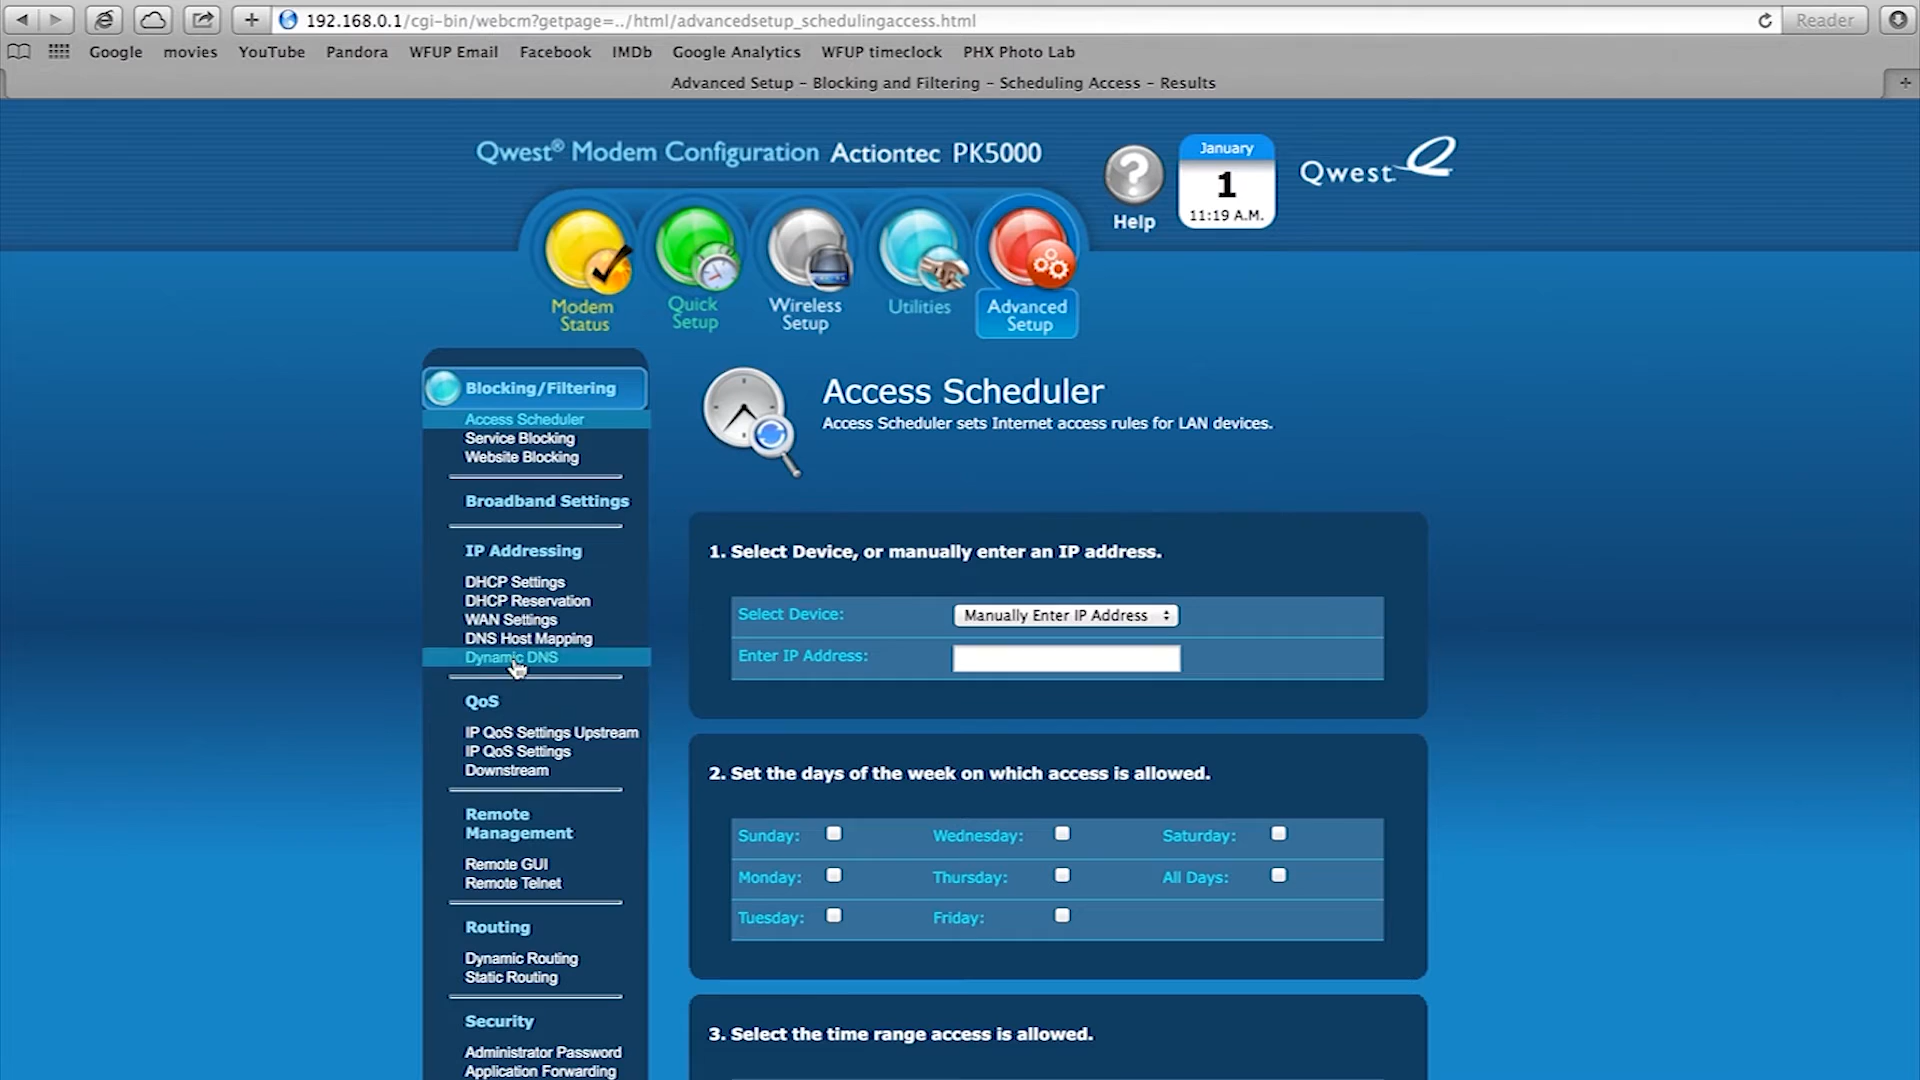 192.168.0.1/cgi-bin/webcm?getpage=../html/advancedsetup_schedulingaccess.html
Reader
Google movies YouTube Pandora WFUP Email Facebook IMDb Google Analytics WFUP timeclock PHX Photo Lab
Advanced Setup – Blocking and Filtering – Scheduling Access – Results
Qwest® Modem Configuration Actiontec PK5000
?
Help
January
1
11:19 A.M.
Qwest
Modem Status
Quick Setup
Wireless Setup
Utilities
Advanced Setup
Blocking/Filtering
Access Scheduler
Service Blocking
Website Blocking
Broadband Settings
IP Addressing
DHCP Settings
DHCP Reservation
WAN Settings
DNS Host Mapping
Dynamic DNS
QoS
IP QoS Settings Upstream
IP QoS Settings
Downstream
Remote
Management
Remote GUI
Remote Telnet
Routing
Dynamic Routing
Static Routing
Security
Administrator Password
Application Forwarding
Access Scheduler
Access Scheduler sets Internet access rules for LAN devices.
1. Select Device, or manually enter an IP address.
Select Device: Manually Enter IP Address
Enter IP Address:
2. Set the days of the week on which access is allowed.
Sunday: Wednesday: Saturday:
Monday: Thursday: All Days:
Tuesday: Friday:
3. Select the time range access is allowed.